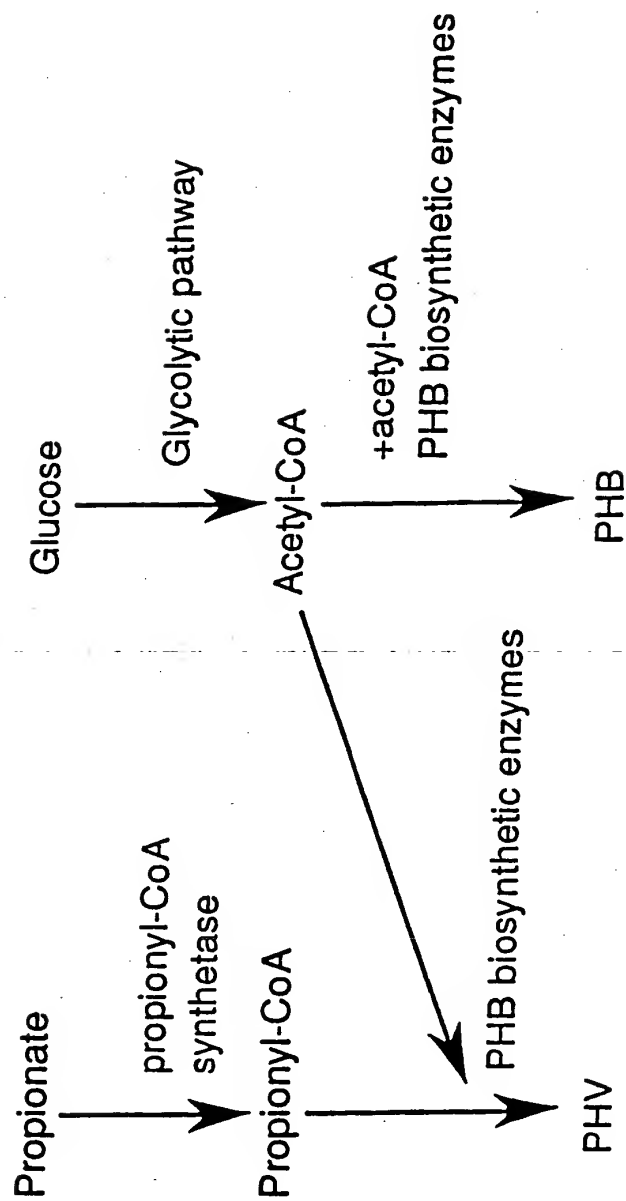 Propionate
propionyl-CoA
synthetase
Propionyl-CoA
PHB biosynthetic enzymes
PHV
Glucose
Glycolytic pathway
Acetyl-CoA
+acetyl-CoA
PHB biosynthetic enzymes
PHB